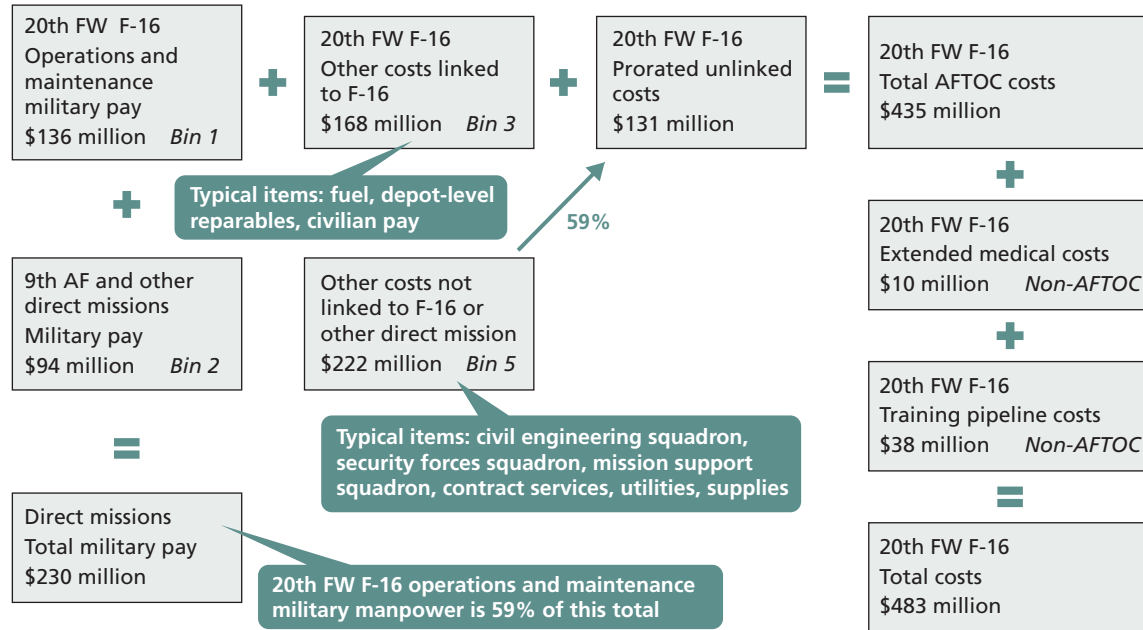 20th FW F-16
Operations and
maintenance
military pay
$136 million Bin 1
+
20th FW F-16
Other costs linked
to F-16
$168 million Bin 3
+
20th FW F-16
Prorated unlinked
costs
$131 million
=
20th FW F-16
Total AFTOC costs
$435 million
Typical items: fuel, depot-level
reparables, civilian pay
59%
+
+
9th AF and other
direct missions
Military pay
$94 million Bin 2
Other costs not
linked to F-16 or
other direct mission
$222 million Bin 5
20th FW F-16
Extended medical costs
$10 million Non-AFTOC
+
Typical items: civil engineering squadron,
security forces squadron, mission support
squadron, contract services, utilities, supplies
20th FW F-16
Training pipeline costs
$38 million Non-AFTOC
=
=
Direct missions
Total military pay
$230 million
20th FW F-16 operations and maintenance
military manpower is 59% of this total
20th FW F-16
Total costs
$483 million